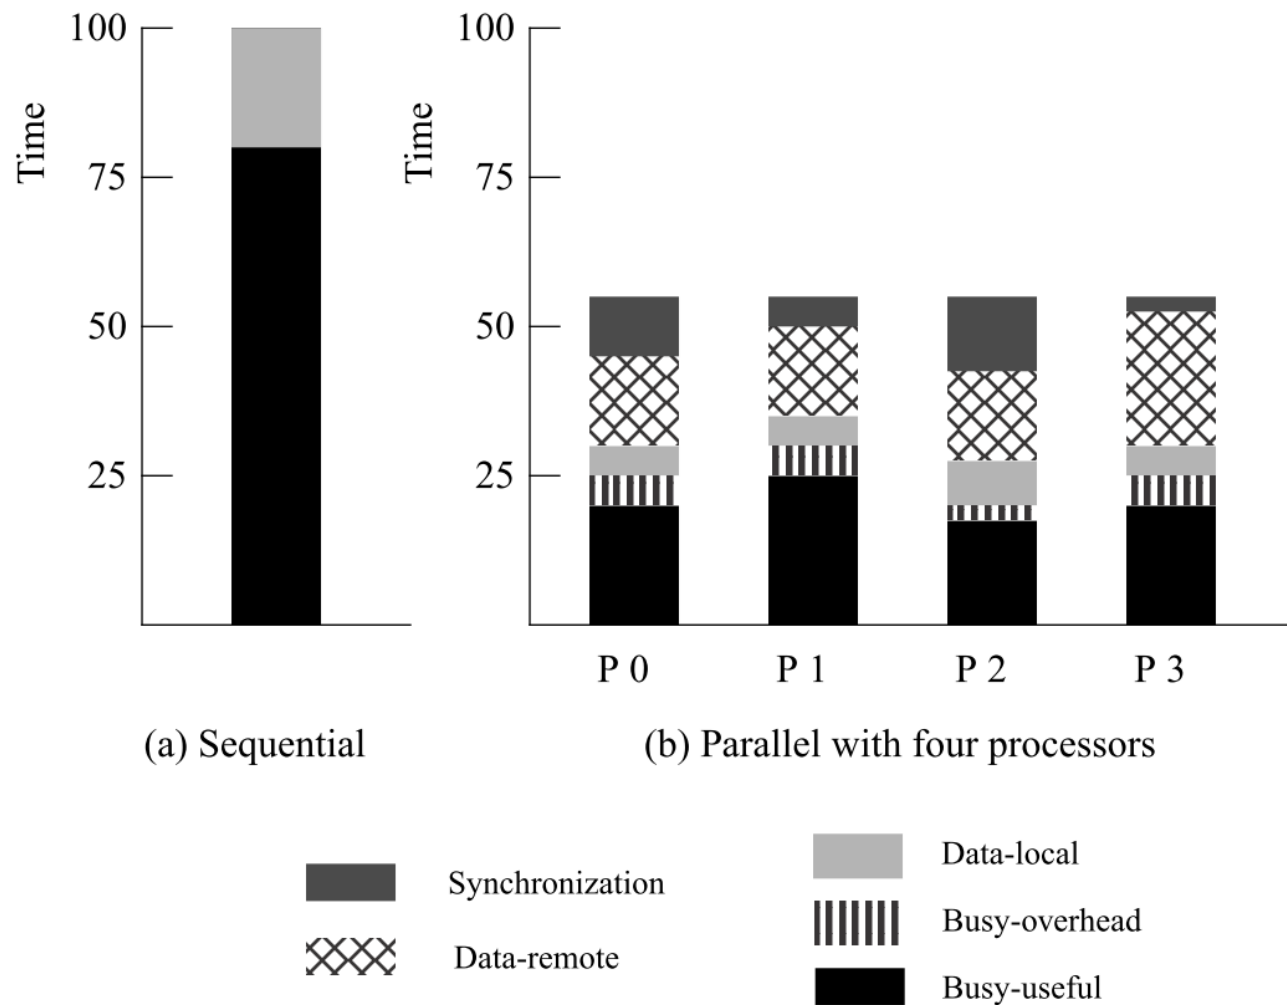 100
75
50
25
Time
(a) Sequential
100
75
50
25
Time
P 0
P 1
P 2
P 3
(b) Parallel with four processors
Synchronization
Data-remote
Data-local
Busy-overhead
Busy-useful